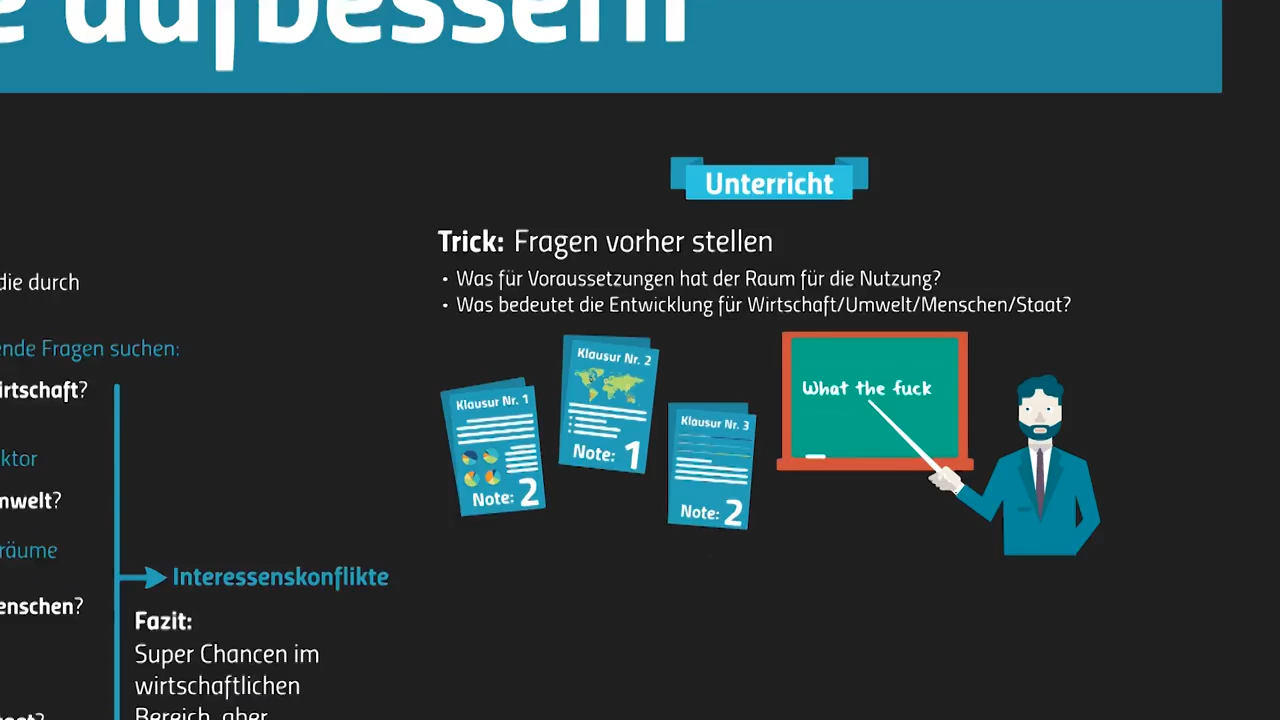 aufbessern
Unterricht
Trick: Fragen vorher stellen
• Was für Voraussetzungen hat der Raum für die Nutzung?
• Was bedeutet die Entwicklung für Wirtschaft/Umwelt/Menschen/Staat?
die durch
ende Fragen suchen:
irtschaft?
ktor
mwelt?
räume
enschen?
Interessenskonflikte
Fazit:
Super Chancen im
wirtschaftlichen
Bereich, aber
Klausur Nr. 1
Note: 2
Klausur Nr. 2
Note: 1
Klausur Nr. 3
Note: 2
What the fuck